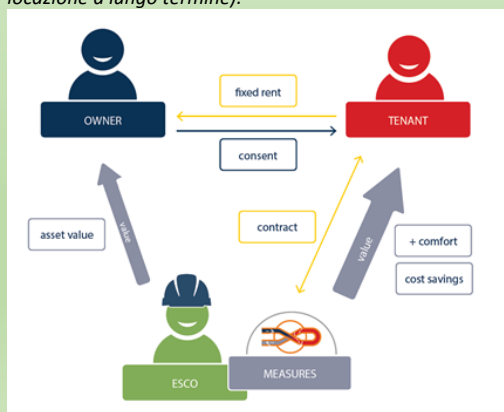 locazione a lungo termine).
fixed rent
OWNER
TENANT
consent
asset value
value
contract
value
+ comfort
cost savings
ESCO
MEASURES